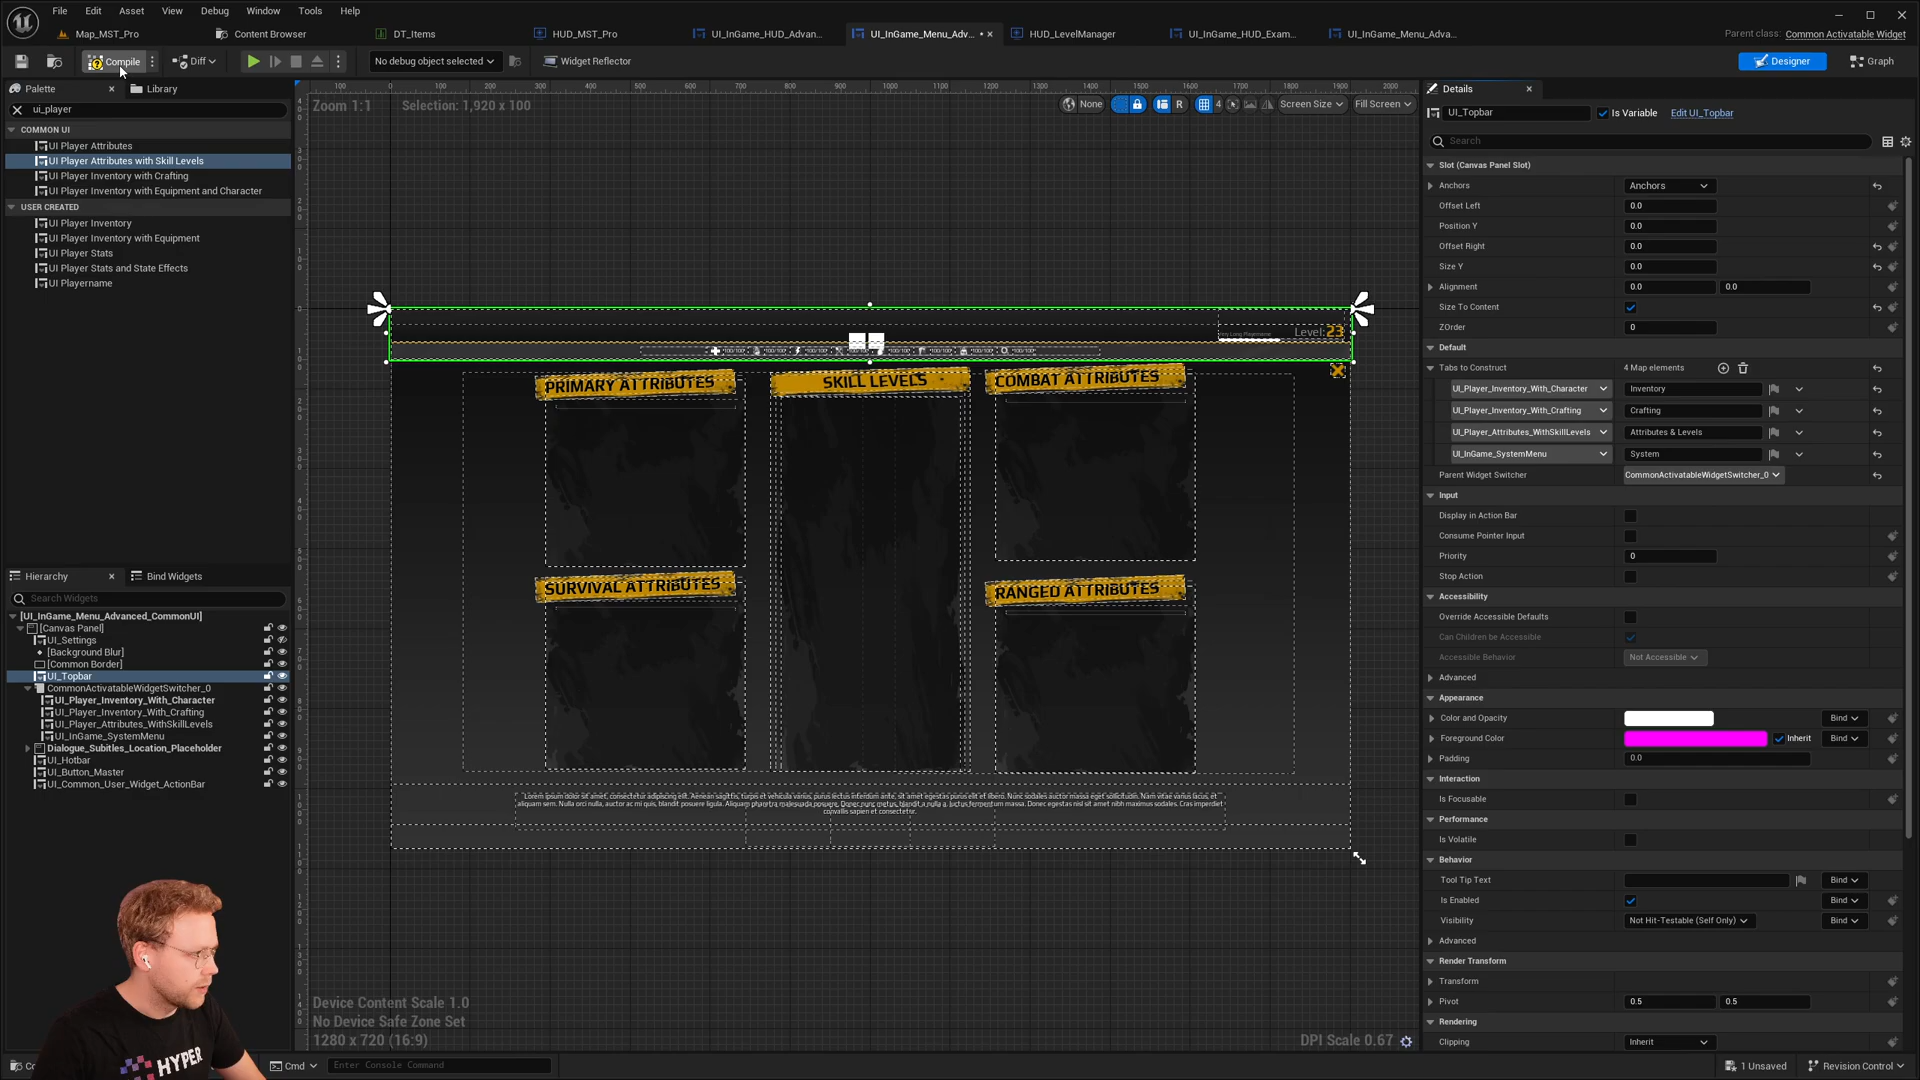 File Edit Asset View Debug Window Tools Help
Map_MST_Pro Content Browser DT_Items HUD_MST_Pro UI_InGame_HUD_Advan... UI_InGame_Menu_Adv... HUD_LevelManager UI_InGame_HUD_Exam... UI_InGame_Menu_Adva...
Parent class: Common Activatable Widget
Compile Diff No debug object selected Widget Reflector Designer Graph
Palette Library
ui_player
COMMON UI
UI Player Attributes
UI Player Attributes with Skill Levels
UI Player Inventory with Crafting
UI Player Inventory with Equipment and Character
USER CREATED
UI Player Inventory
UI Player Inventory with Equipment
UI Player Stats
UI Player Stats and State Effects
UI Playername
Hierarchy Bind Widgets
Search Widgets
[UI_InGame_Menu_Advanced_CommonUI]
[Canvas Panel]
UI_Settings
[Background Blur]
[Common Border]
UI_Topbar
CommonActivatableWidgetSwitcher_0
UI_Player_Inventory_With_Character
UI_Player_Inventory_With_Crafting
UI_Player_Attributes_WithSkillLevels
UI_InGame_SystemMenu
Dialogue_Subitles_Location_Placeholder
UI_Hotbar
UI_Button_Master
UI_Common_User_Widget_ActionBar
HYPER
Zoom 1:1 Selection: 1,920 x 100
None R 4 Screen Size Fill Screen
Level: 23
PRIMARY ATTRIBUTES SKILL LEVELS COMBAT ATTRIBUTES
SURVIVAL ATTRIBUTES RANGED ATTRIBUTES
Lorem ipsum dolor sit amet, consectetur adipiscing elit.
Device Content Scale 1.0
No Device Safe Zone Set
1280 x 720 (16:9)
DPI Scale 0.67
Cmd Enter Console Command
1 Unsaved Revision Control
Details
UI_Topbar Is Variable Edit UI_Topbar
Search
Slot (Canvas Panel Slot)
Anchors Anchors
Offset Left 0.0
Position Y 0.0
Offset Right 0.0
Size Y 0.0
Alignment 0.0 0.0
Size To Content
ZOrder 0
Default
Tabs to Construct 4 Map elements
UI_Player_Inventory_With_Character Inventory
UI_Player_Inventory_With_Crafting Crafting
UI_Player_Attributes_WithSkillLevels Attributes & Levels
UI_InGame_SystemMenu System
Parent Widget Switcher CommonActivatableWidgetSwitcher_0
Input
Display in Action Bar
Consume Pointer Input
Priority 0
Stop Action
Accessibility
Override Accessible Defaults
Can Children be Accessible
Accessible Behavior Not Accessible
Advanced
Appearance
Color and Opacity Bind
Foreground Color Inherit Bind
Padding 0.0
Interaction
Is Focusable
Performance
Is Volatile
Behavior
Tool Tip Text Bind
Is Enabled Bind
Visibility Not Hit-Testable (Self Only) Bind
Advanced
Render Transform
Transform
Pivot 0.5 0.5
Rendering
Clipping Inherit